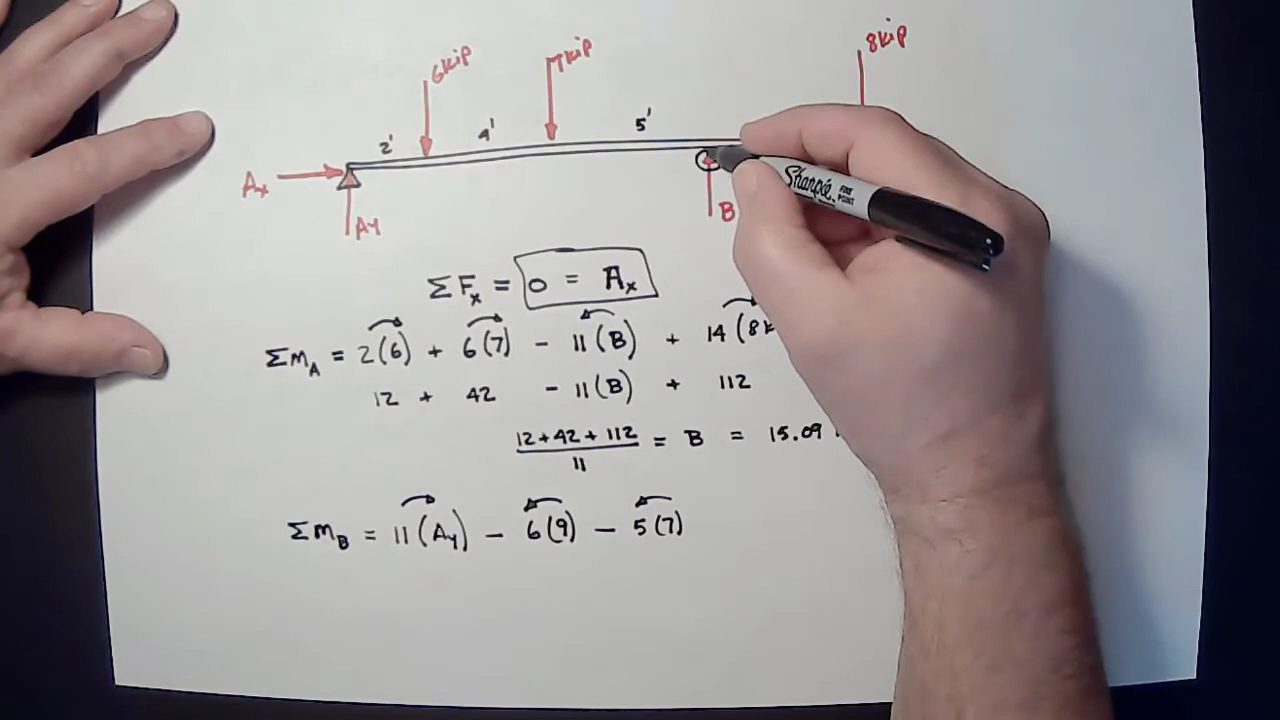 6kip 7kip 8kip
2' 4' 5'
Ax
Ay B
Sharpie. FINE POINT
ΣFx = 0 = Ax
ΣMA = 2(6) + 6(7) - 11(B) + 14(8k
12 + 42 - 11(B) + 112
12+42+112 / 11 = B = 15.09
ΣMB = 11(Ay) - 6(9) - 5(7)